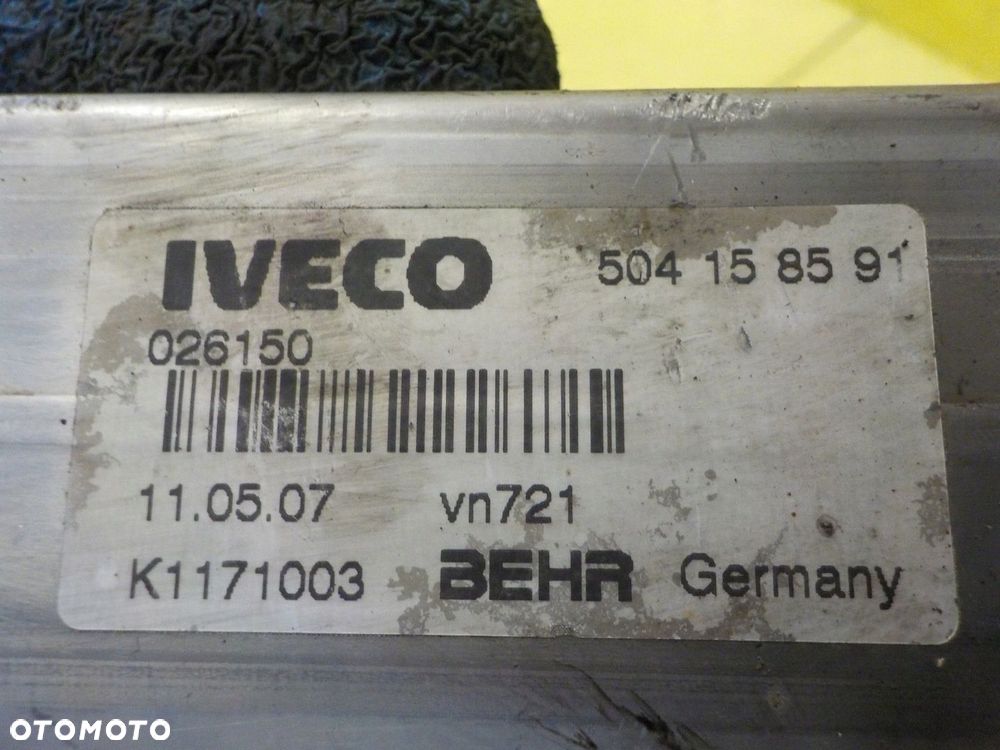 IVECO 504 15 85 91
026150
11.05.07 vn721
K1171003 BEHR Germany
OTOMOTO